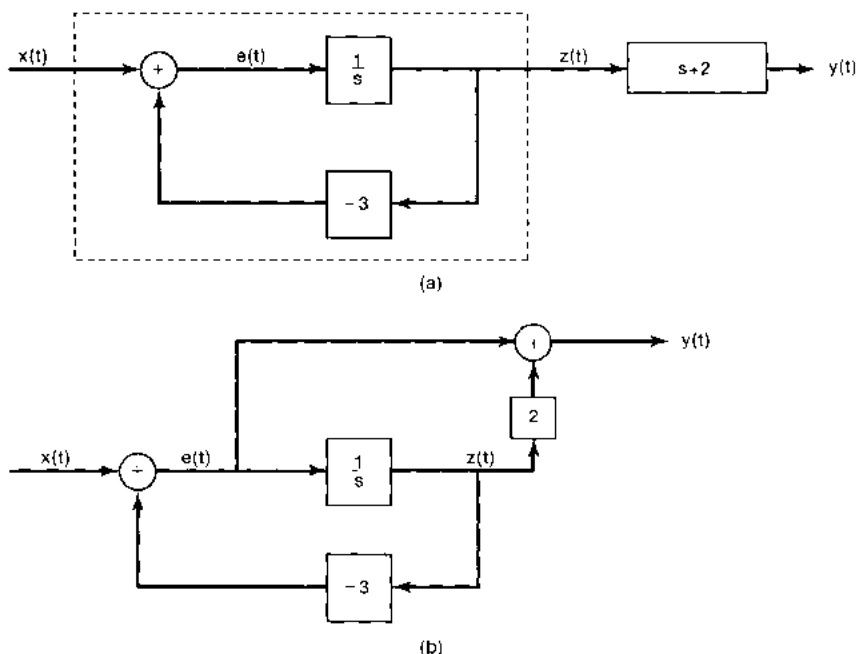 x(t)
+
e(t)
1
s
z(t)
s+2
y(t)
-3
(a)
+
y(t)
2
x(t)
+
e(t)
1
s
z(t)
-3
(b)